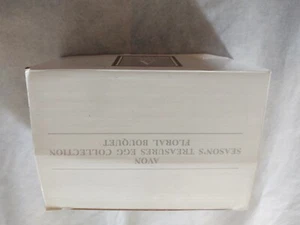 AVON
SEASON'S TREASURES EGG COLLECTION
FLORAL BOUQUET